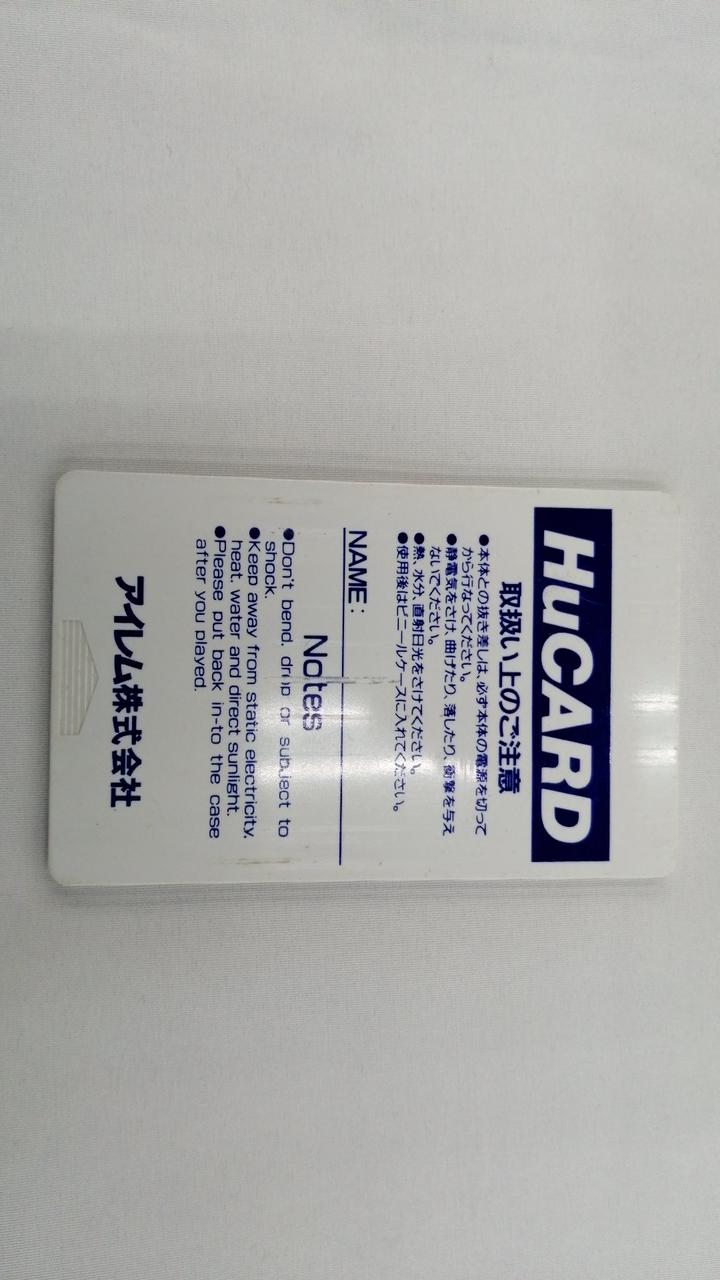 HuCARD
取扱い上のご注意
●本体との抜き差しは、必ず本体の電源を切って
から行なってください。
●静電気をさけ、曲げたり、落したり、衝撃を与え
ないでください。
●熱、水分、直射日光をさけてください。
●使用後はビニールケースに入れてください。
NAME:
Notes
●Don't bend, drop or subject to
shock.
●Keep away from static electricity,
heat, water and direct sunlight.
●Please put back in-to the case
after you played.
アイレム株式会社